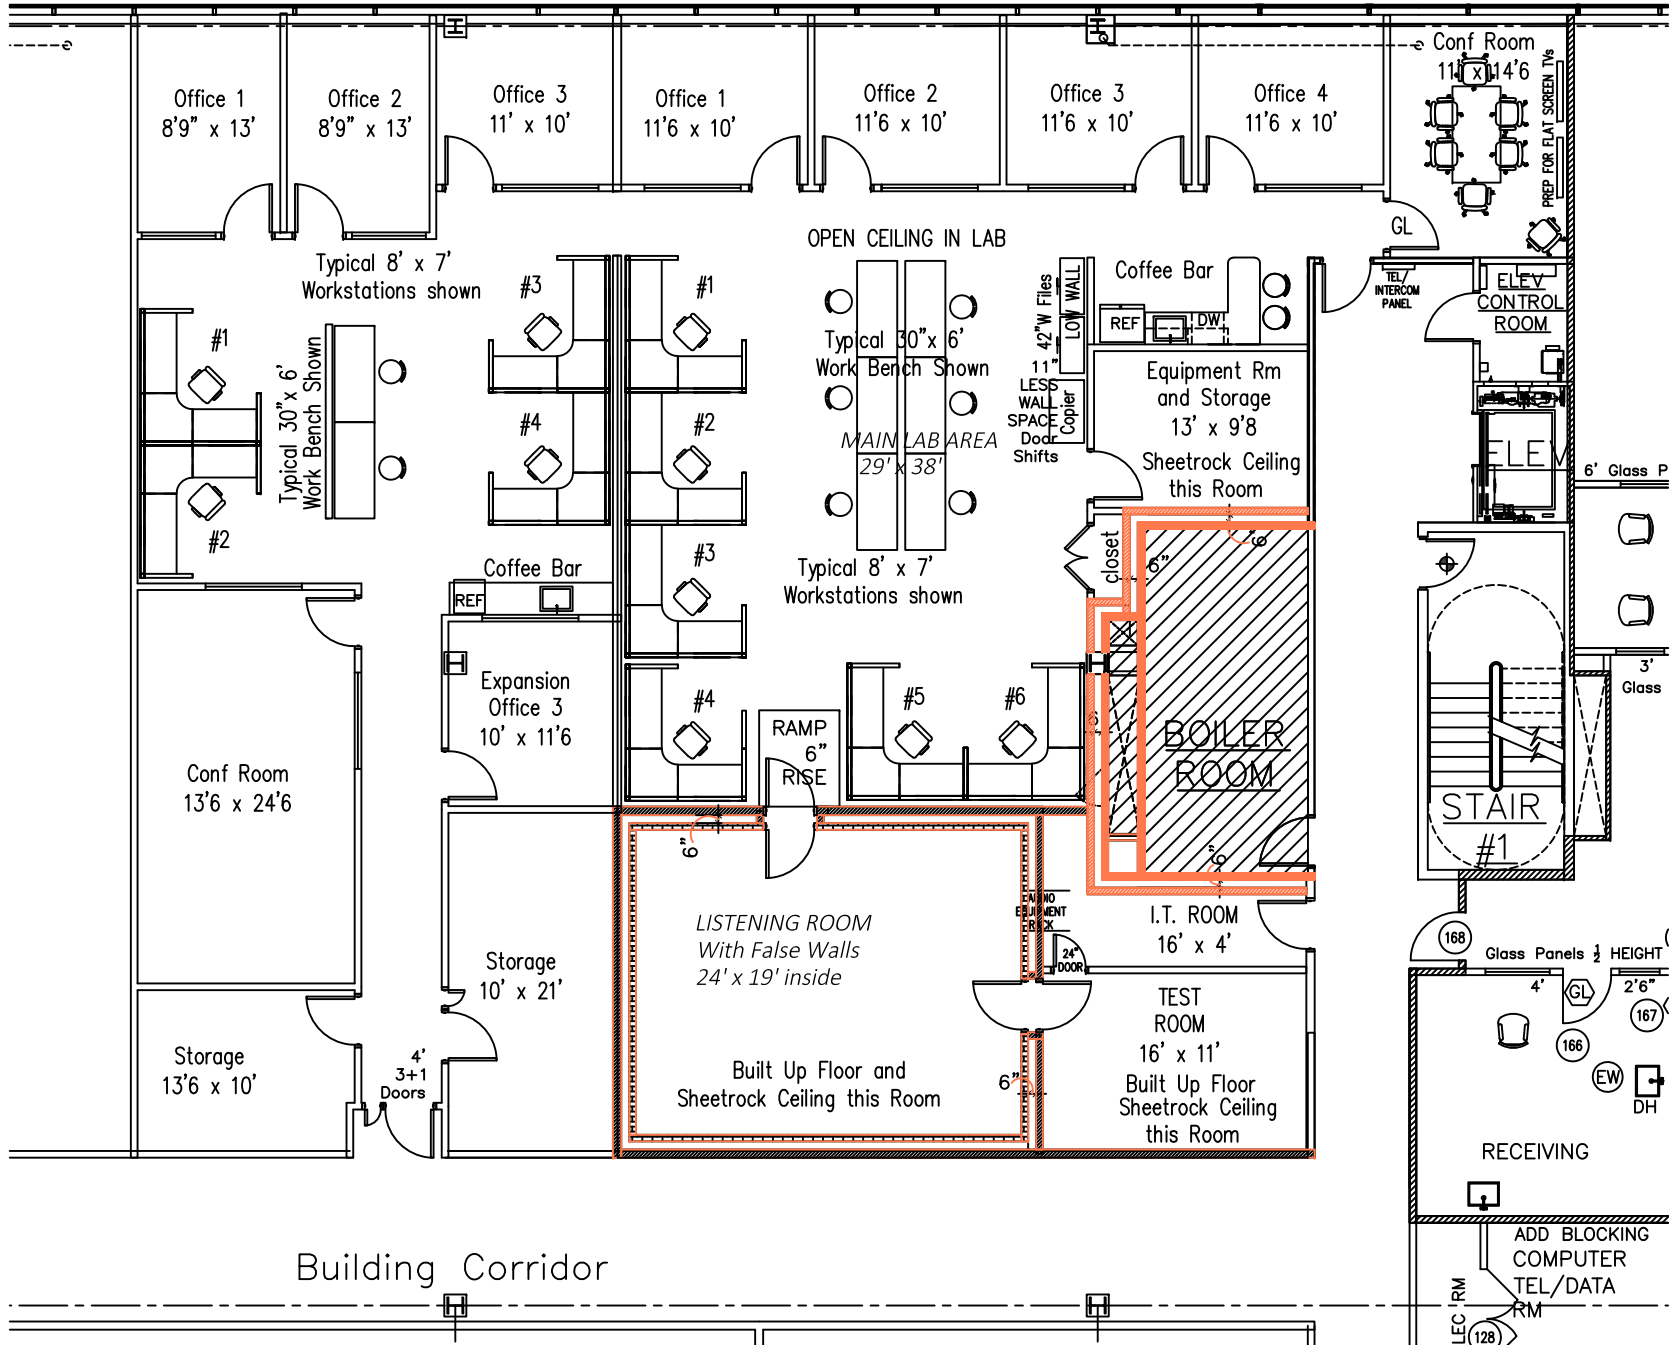 Office 1
8'9" x 13'
Office 2
8'9" x 13'
Office 3
11' x 10'
Office 1
11'6 x 10'
Office 2
11'6 x 10'
Office 3
11'6 x 10'
Office 4
11'6 x 10'
Conf Room
11' x 14'6
PREP FOR FLAT SCREEN TVs
GL
OPEN CEILING IN LAB
Typical 8' x 7'
Workstations shown
#1
#2
Typical 30"x 6'
Work Bench Shown
#3
#4
#1
#2
#3
#4
Typical 30"x 6'
Work Bench Shown
MAIN LAB AREA
29' x 38'
Typical 8' x 7'
Workstations shown
42"W Files
LOW WALL
11"
LESS
WALL
SPACE
Door
Shifts
Copier
Coffee Bar
REF
DW
TEL/
INTERCOM
PANEL
ELEV
CONTROL
ROOM
ELEV
Equipment Rm
and Storage
13' x 9'8
Sheetrock Ceiling
this Room
closet
6"
6"
6"
6' Glass P
3'
Glass
Coffee Bar
REF
Expansion
Office 3
10' x 11'6
#5
#6
RAMP
6"
RISE
BOILER
ROOM
STAIR
#1
Conf Room
13'6 x 24'6
6"
6"
LISTENING ROOM
With False Walls
24' x 19' inside
AUDIO
EQUIPMENT
RACK
I.T. ROOM
16' x 4'
24"
DOOR
168
Glass Panels ½ HEIGHT
4'
GL
2'6"
167
166
EW
DH
Storage
10' x 21'
Storage
13'6 x 10'
4'
3+1
Doors
Built Up Floor and
Sheetrock Ceiling this Room
6"
TEST
ROOM
16' x 11'
Built Up Floor
Sheetrock Ceiling
this Room
RECEIVING
Building Corridor
ADD BLOCKING
COMPUTER
TEL/DATA
RM
LEC RM
128